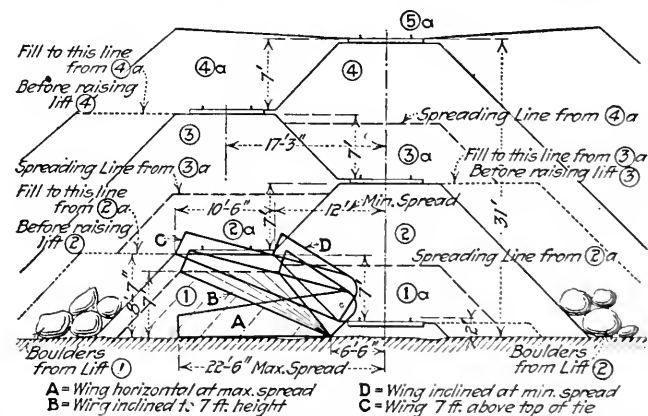 ⑤a
Fill to this line
from ④a
Before raising
lift ④
④a
7'
④
③
17'-3"
7'
③a
Spreading Line from ④a
Fill to this line from ③a
Before raising lift ③
31'
Spreading Line from ③a
Fill to this line
from ②a
Before raising
lift ②
10'-6"
7'
12'
Min. Spread
②
②a
C
D
Spreading Line from ②a
8'-7"
7'
①
B
A
7'
①a
2'
6'-6"
22'-6" Max. Spread
Boulders
from Lift ①
Boulders
from Lift ②
A = Wing horizontal at max. spread
B = Wing inclined to 7 ft. height
D = Wing inclined at min. spread
C = Wing 7 ft. above top of tie